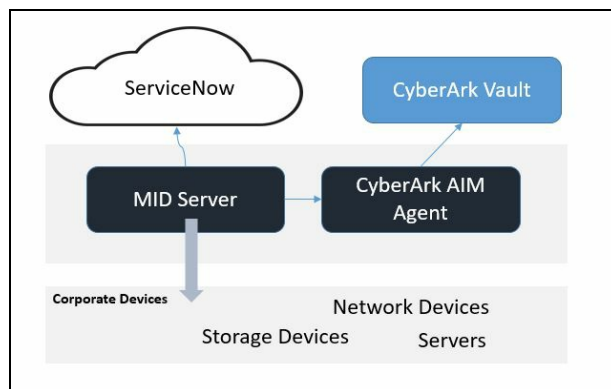 ServiceNow
CyberArk Vault
MID Server
CyberArk AIM
Agent
Corporate Devices
Network Devices
Storage Devices
Servers